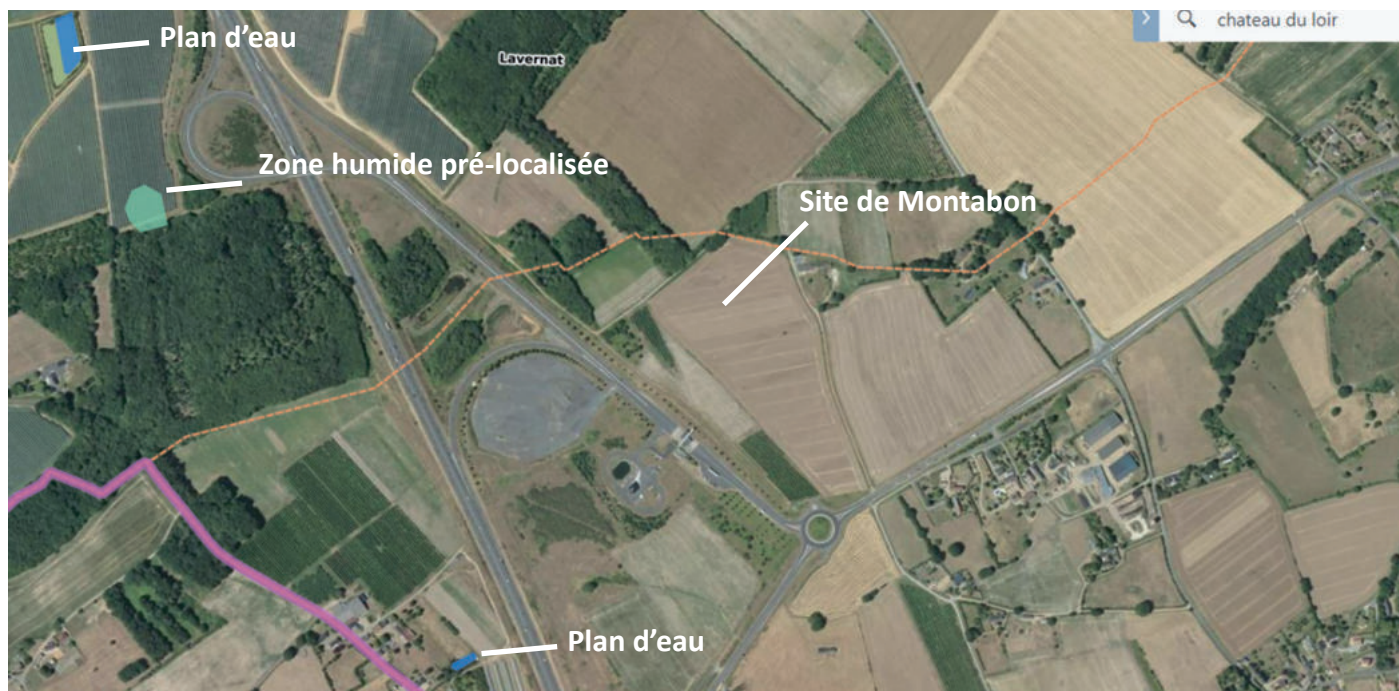 chateau du loir
Plan d’eau
Lavernat
Zone humide pré-localisée
Site de Montabon
Plan d’eau